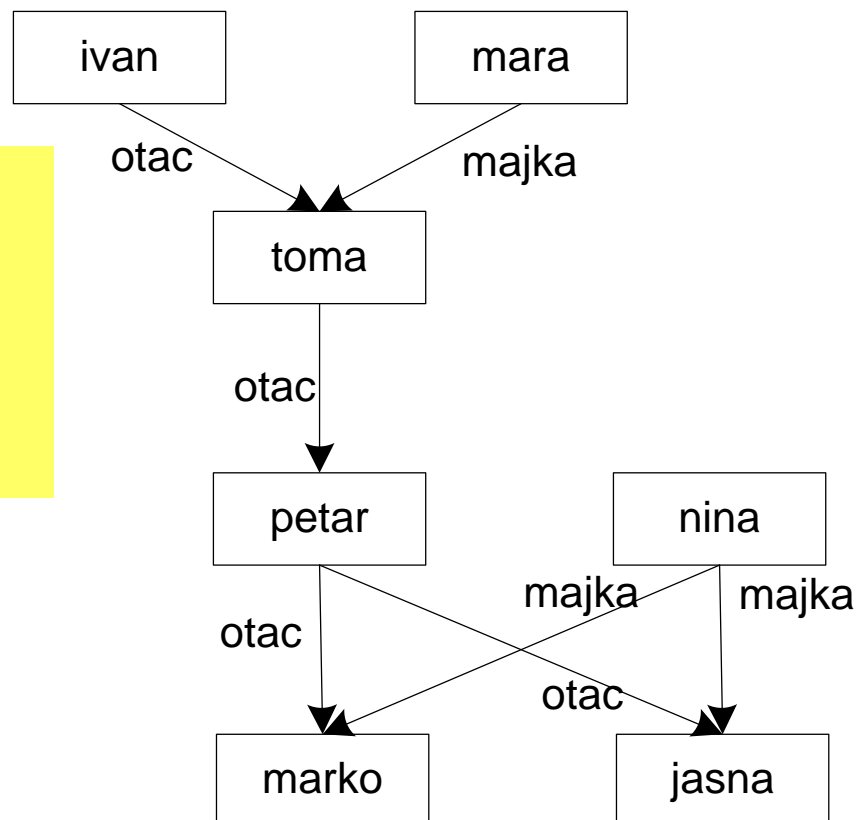 ivan
mara
otac
majka
toma
otac
petar
nina
majka
majka
otac
otac
marko
jasna